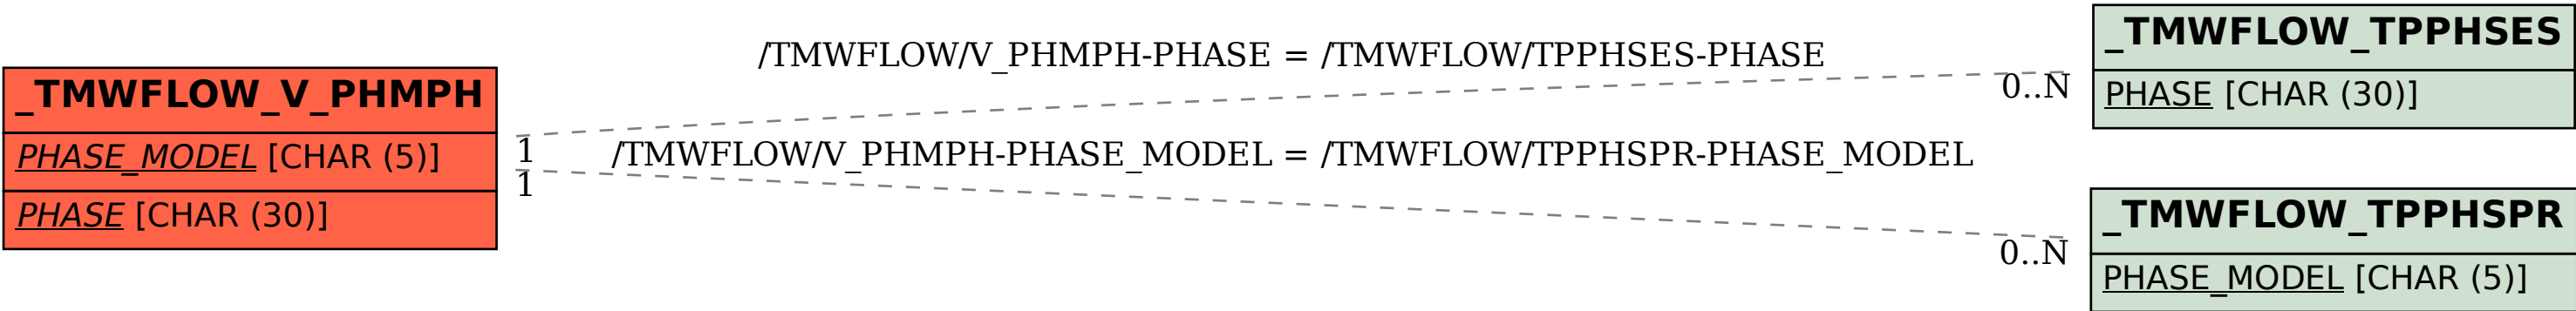 _TMWFLOW_V_PHMPH
PHASE_MODEL [CHAR (5)]
PHASE [CHAR (30)]
/TMWFLOW/V_PHMPH-PHASE = /TMWFLOW/TPPHSES-PHASE
0..N
1
/TMWFLOW/V_PHMPH-PHASE_MODEL = /TMWFLOW/TPPHSPR-PHASE_MODEL
1
0..N
_TMWFLOW_TPPHSES
PHASE [CHAR (30)]
_TMWFLOW_TPPHSPR
PHASE_MODEL [CHAR (5)]